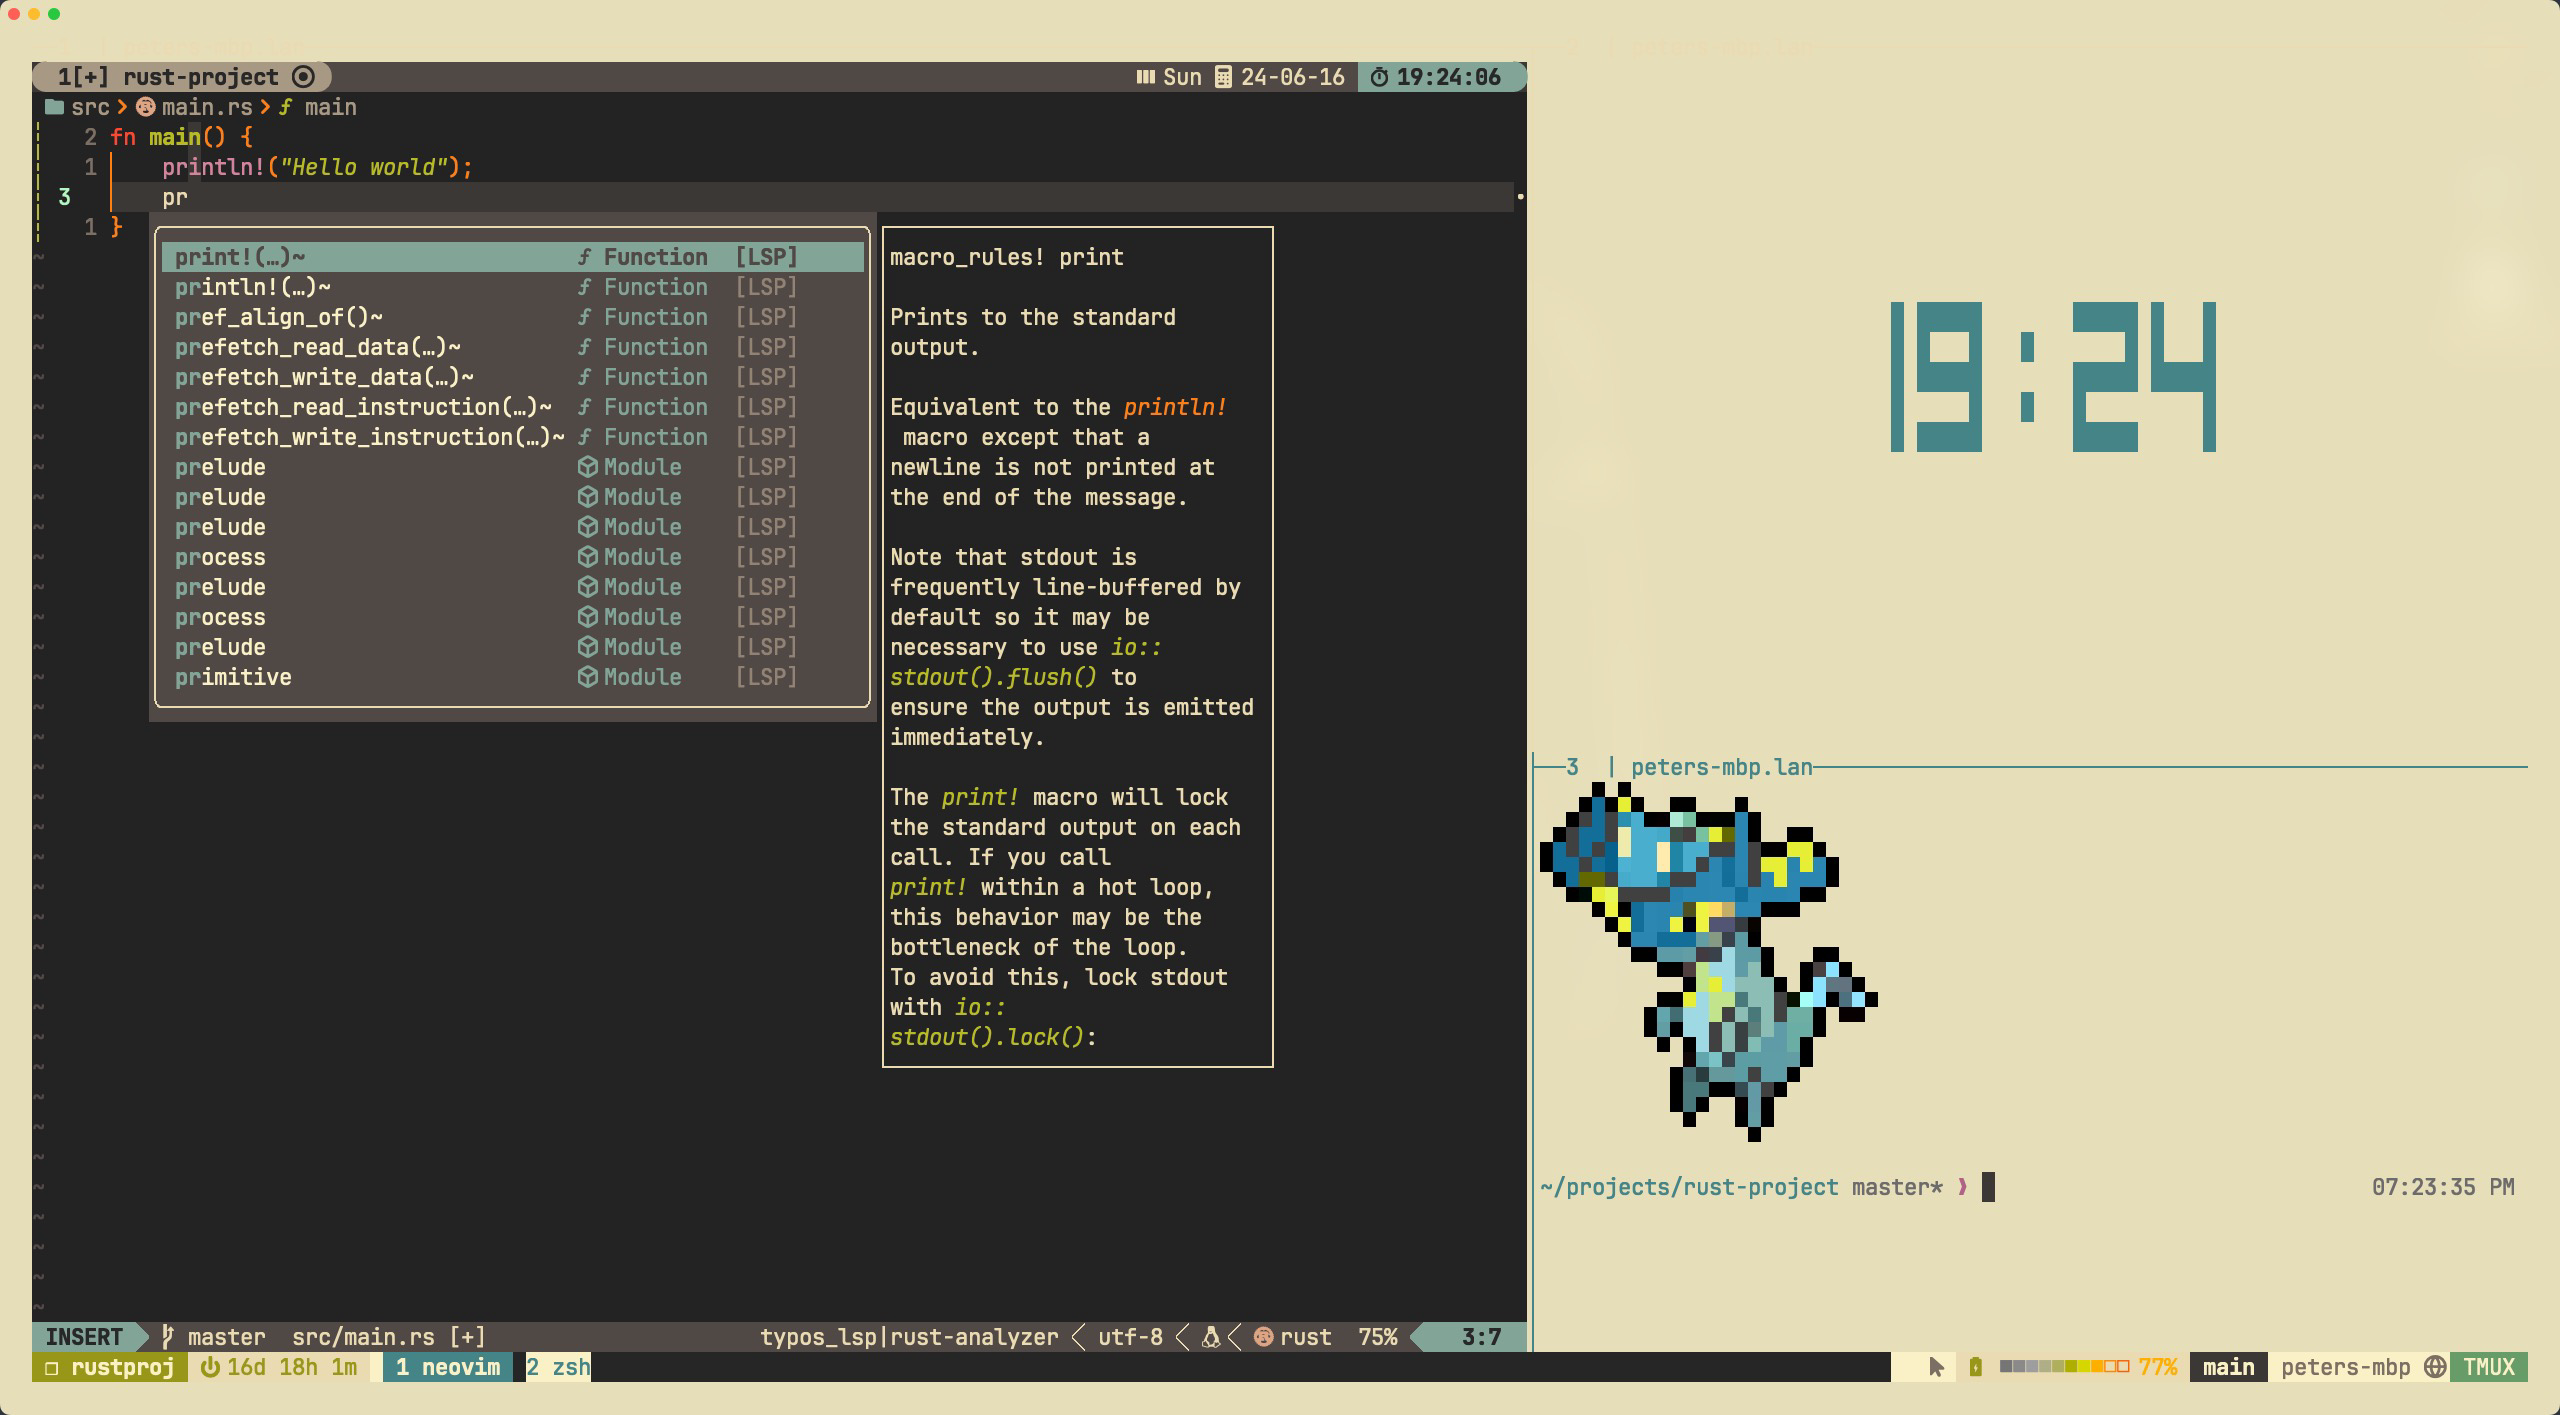 1[+] rust-project
Sun 24-06-16 19:24:06
src main.rs ƒ main
2 fn main() {
1 println!("Hello world");
3 pr
1 }
print!(…)~ ƒ Function [LSP]
println!(…)~ ƒ Function [LSP]
pref_align_of()~ ƒ Function [LSP]
prefetch_read_data(…)~ ƒ Function [LSP]
prefetch_write_data(…)~ ƒ Function [LSP]
prefetch_read_instruction(…)~ ƒ Function [LSP]
prefetch_write_instruction(…)~ ƒ Function [LSP]
prelude Module [LSP]
prelude Module [LSP]
prelude Module [LSP]
process Module [LSP]
prelude Module [LSP]
process Module [LSP]
prelude Module [LSP]
primitive Module [LSP]
macro_rules! print
Prints to the standard
output.
Equivalent to the println!
macro except that a
newline is not printed at
the end of the message.
Note that stdout is
frequently line-buffered by
default so it may be
necessary to use io::
stdout().flush() to
ensure the output is emitted
immediately.
The print! macro will lock
the standard output on each
call. If you call
print! within a hot loop,
this behavior may be the
bottleneck of the loop.
To avoid this, lock stdout
with io::
stdout().lock():
INSERT master src/main.rs [+]
typos_lsp|rust-analyzer utf-8 rust 75% 3:7
19:24
3 | peters-mbp.lan
~/projects/rust-project master* ❯
07:23:35 PM
❐ rustproj 16d 18h 1m 1 neovim 2 zsh
77% main peters-mbp TMUX